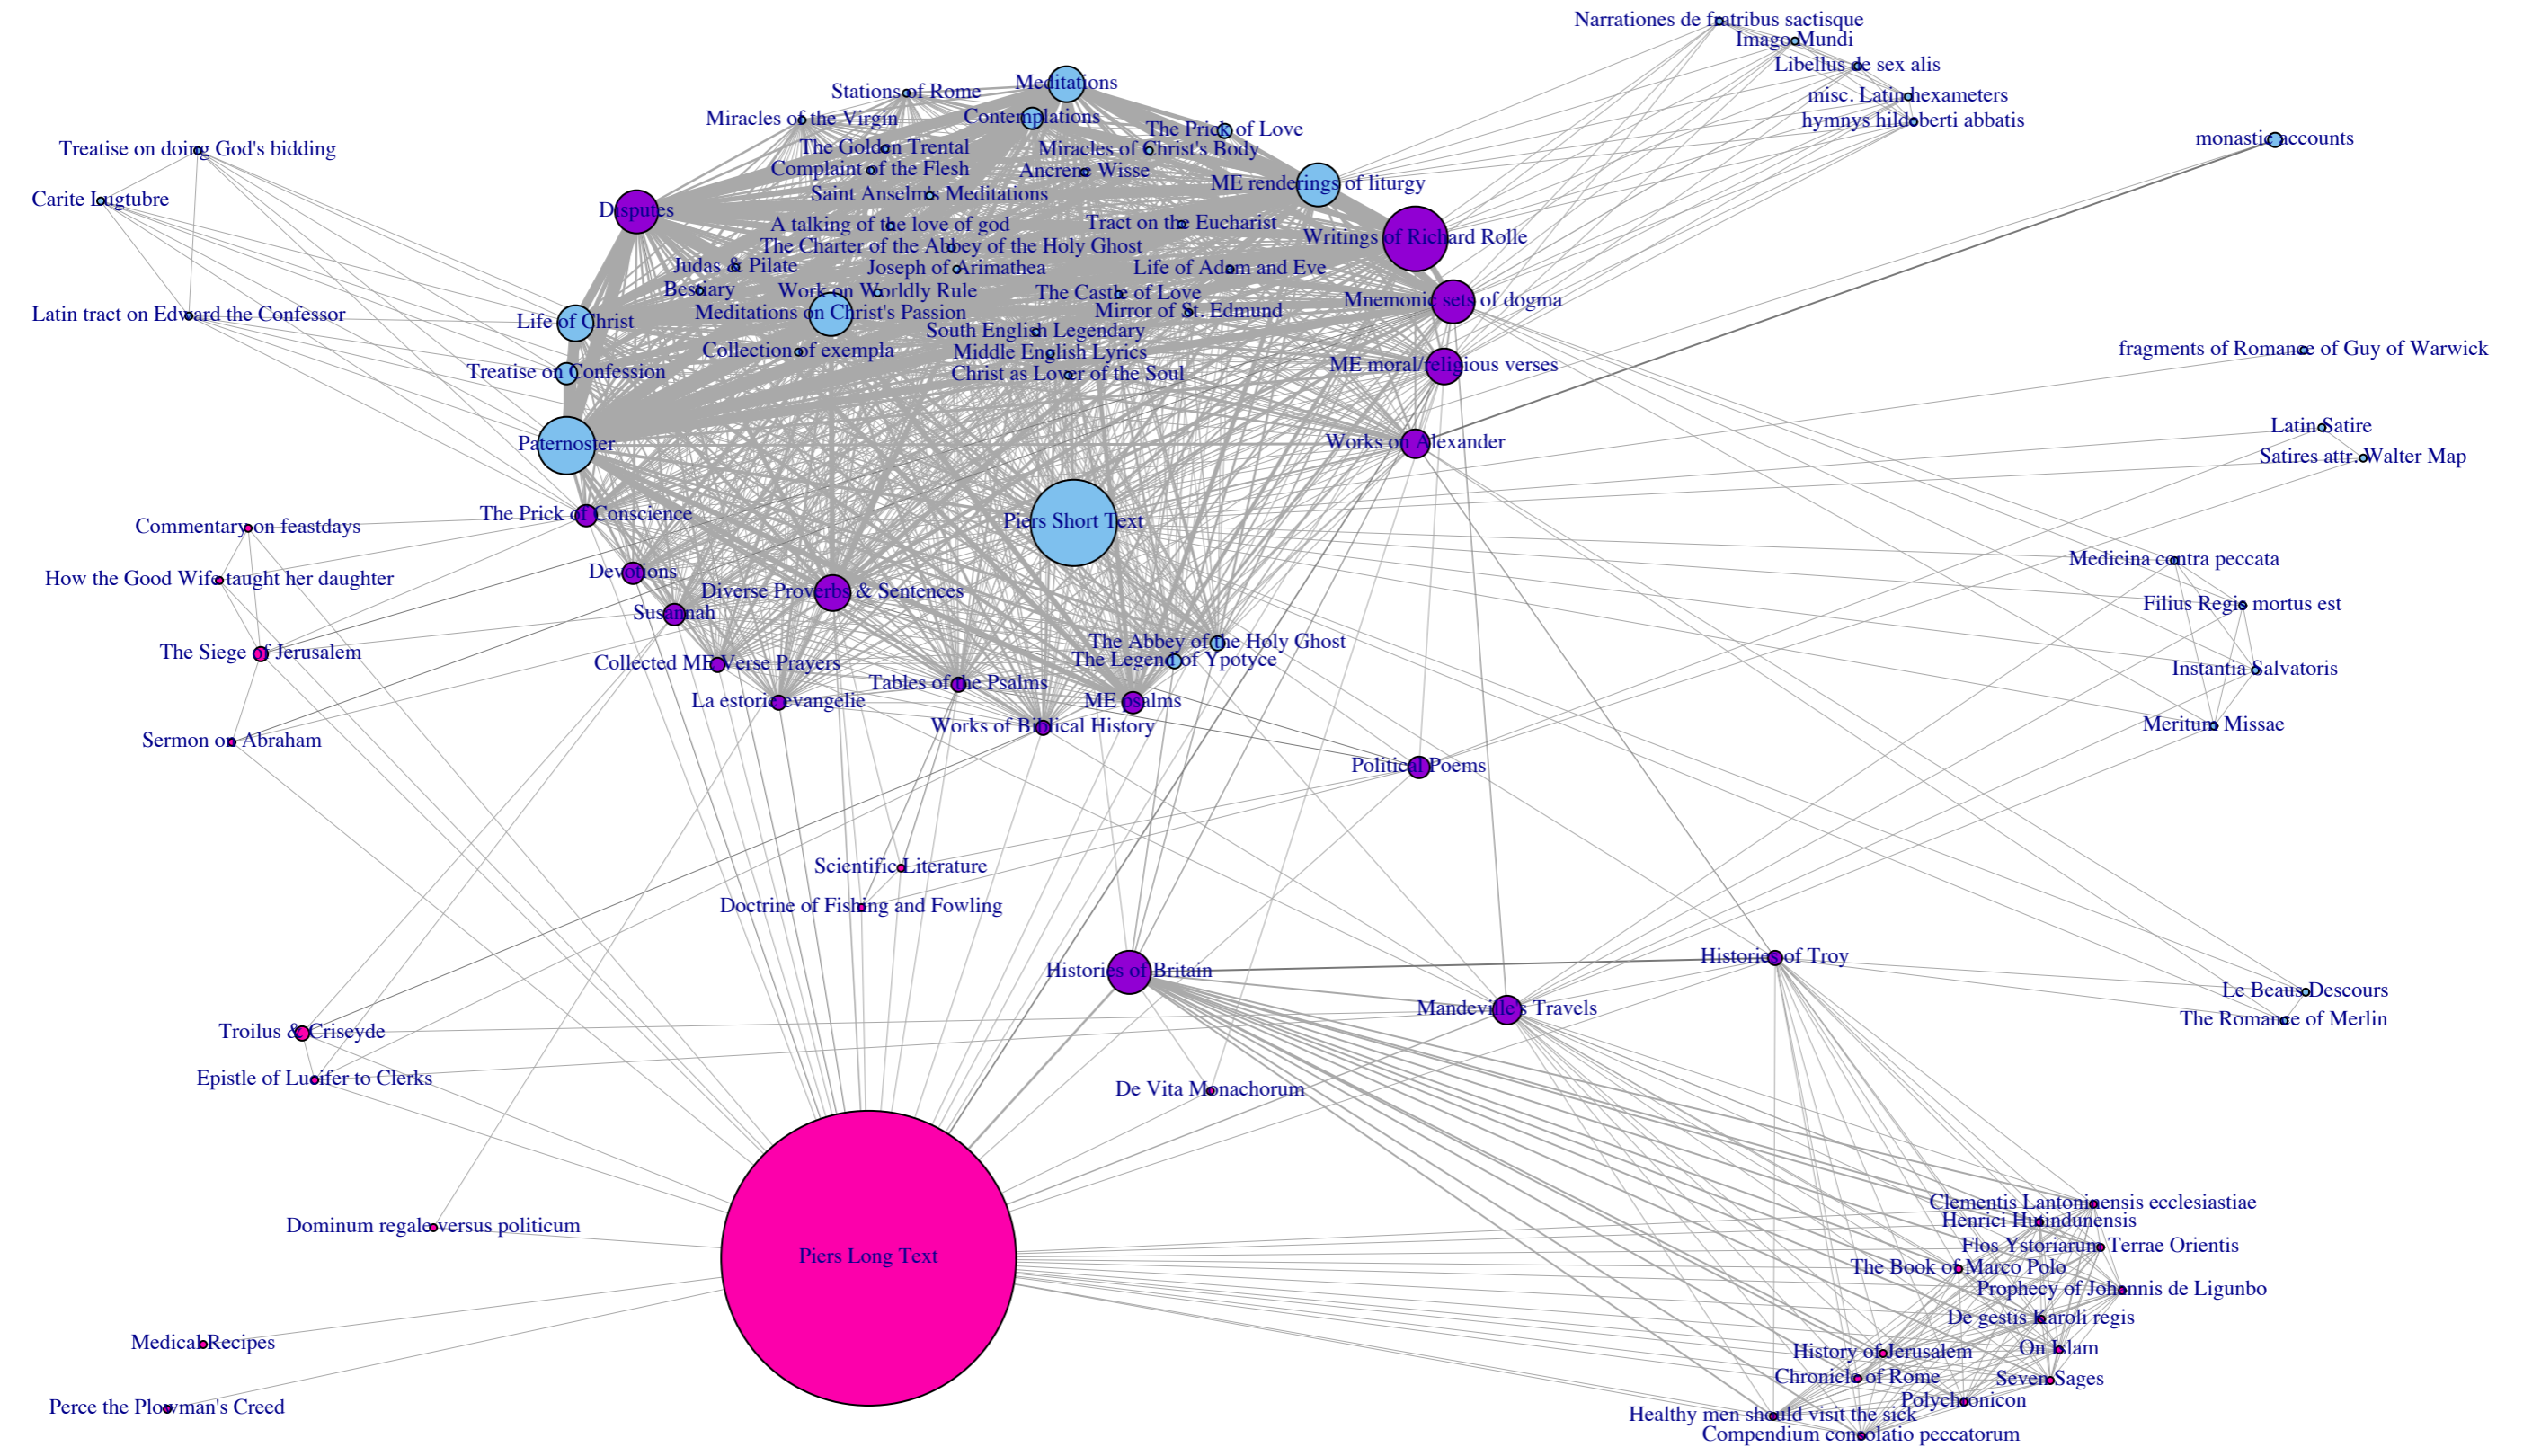 Narrationes de fratribus sactisque
Imago Mundi
Libellus de sex alis
misc. Latin hexameters
hymnys hildoberti abbatis
monastic accounts
Meditations
Stations of Rome
Contemplations
Miracles of the Virgin
The Prick of Love
The Golden Trental
Miracles of Christ's Body
Treatise on doing God's bidding
Complaint of the Flesh
Ancrene Wisse
ME renderings of liturgy
Saint Anselm's Meditations
Carite Lugtubre
Disputes
A talking of the love of god
Tract on the Eucharist
Writings of Richard Rolle
The Charter of the Abbey of the Holy Ghost
Judas & Pilate
Joseph of Arimathea
Life of Adam and Eve
Bestiary
Work on Worldly Rule
The Castle of Love
Mnemonic sets of dogma
Meditations on Christ's Passion
Mirror of St. Edmund
Latin tract on Edward the Confessor
Life of Christ
South English Legendary
Collection of exempla
Middle English Lyrics
fragments of Romance of Guy of Warwick
Treatise on Confession
Christ as Lover of the Soul
ME moral/religious verses
Latin Satire
Paternoster
Works on Alexander
Satires attr. Walter Map
The Prick of Conscience
Piers Short Text
Commentary on feastdays
Medicina contra peccata
How the Good Wife taught her daughter
Devotions
Diverse Proverbs & Sentences
Filius Regis mortus est
Susannah
The Abbey of the Holy Ghost
The Siege of Jerusalem
Collected ME Verse Prayers
The Legend of Ypotyce
Instantia Salvatoris
Tables of the Psalms
La estorie evangelie
ME psalms
Works of Biblical History
Meritum Missae
Sermon on Abraham
Political Poems
Scientific Literature
Doctrine of Fishing and Fowling
Histories of Britain
Histories of Troy
Le Beaus Descours
Mandeville's Travels
The Romance of Merlin
Troilus & Criseyde
Epistle of Lucifer to Clerks
De Vita Monachorum
Clementis Lantoninensis ecclesiastiae
Dominum regale versus politicum
Henrici Hutindunensis
Flos Ystoriarum Terrae Orientis
Piers Long Text
The Book of Marco Polo
Prophecy of Johannis de Ligunbo
De gestis Karoli regis
Medical Recipes
History of Jerusalem
On Islam
Chronicle of Rome
Seven Sages
Perce the Plowman's Creed
Polychronicon
Healthy men should visit the sick
Compendium consolatio peccatorum